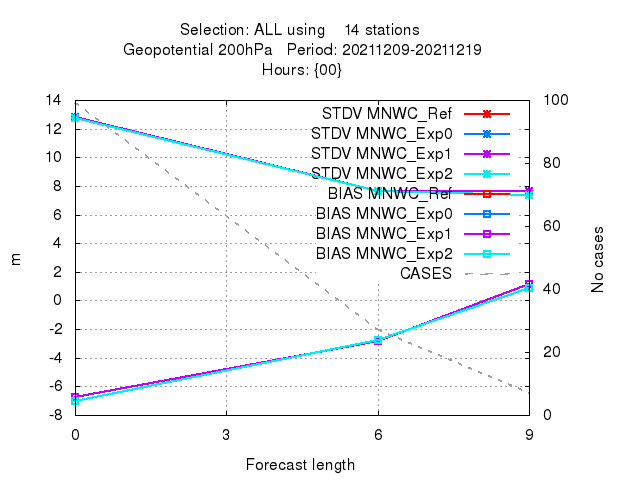 Selection: ALL using    14 stations
Geopotential 200hPa   Period: 20211209-20211219
Hours: {00}
14
12
10
8
6
4
2
0
-2
-4
-6
-8
m
100
80
60
40
20
0
No cases
STDV MNWC_Ref
STDV MNWC_Exp0
STDV MNWC_Exp1
STDV MNWC_Exp2
BIAS MNWC_Ref
BIAS MNWC_Exp0
BIAS MNWC_Exp1
BIAS MNWC_Exp2
CASES
0 3 6 9
Forecast length